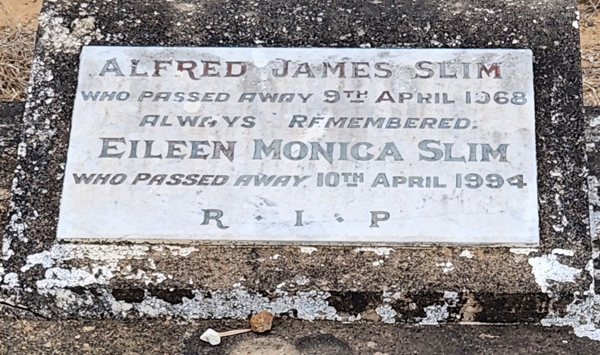 ALFRED JAMES SLIM
WHO PASSED AWAY 9TH APRIL 1968
ALWAYS REMEMBERED.
EILEEN MONICA SLIM
WHO PASSED AWAY 10TH APRIL 1994
R · I · P